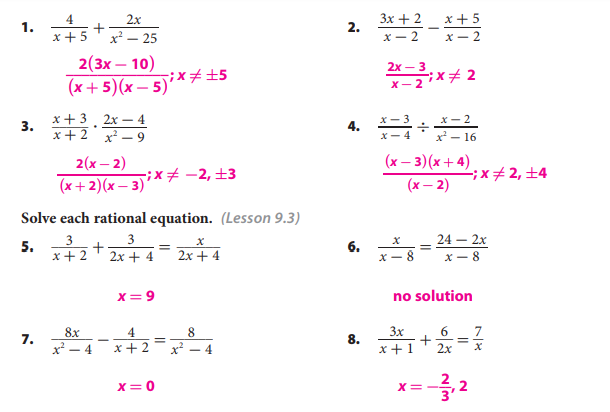 1. 4/(x + 5) + 2x/(x² − 25)
2(3x − 10)/((x + 5)(x − 5)); x ≠ ±5
2. (3x + 2)/(x − 2) − (x + 5)/(x − 2)
(2x − 3)/(x − 2); x ≠ 2
3. (x + 3)/(x + 2) · (2x − 4)/(x² − 9)
2(x − 2)/((x + 2)(x − 3)); x ≠ −2, ±3
4. (x − 3)/(x − 4) ÷ (x − 2)/(x² − 16)
(x − 3)(x + 4)/(x − 2); x ≠ 2, ±4
Solve each rational equation. (Lesson 9.3)
5. 3/(x + 2) + 3/(2x + 4) = x/(2x + 4)
x = 9
6. x/(x − 8) = (24 − 2x)/(x − 8)
no solution
7. 8x/(x² − 4) − 4/(x + 2) = 8/(x² − 4)
x = 0
8. 3x/(x + 1) + 6/2x = 7/x
x = −2/3, 2